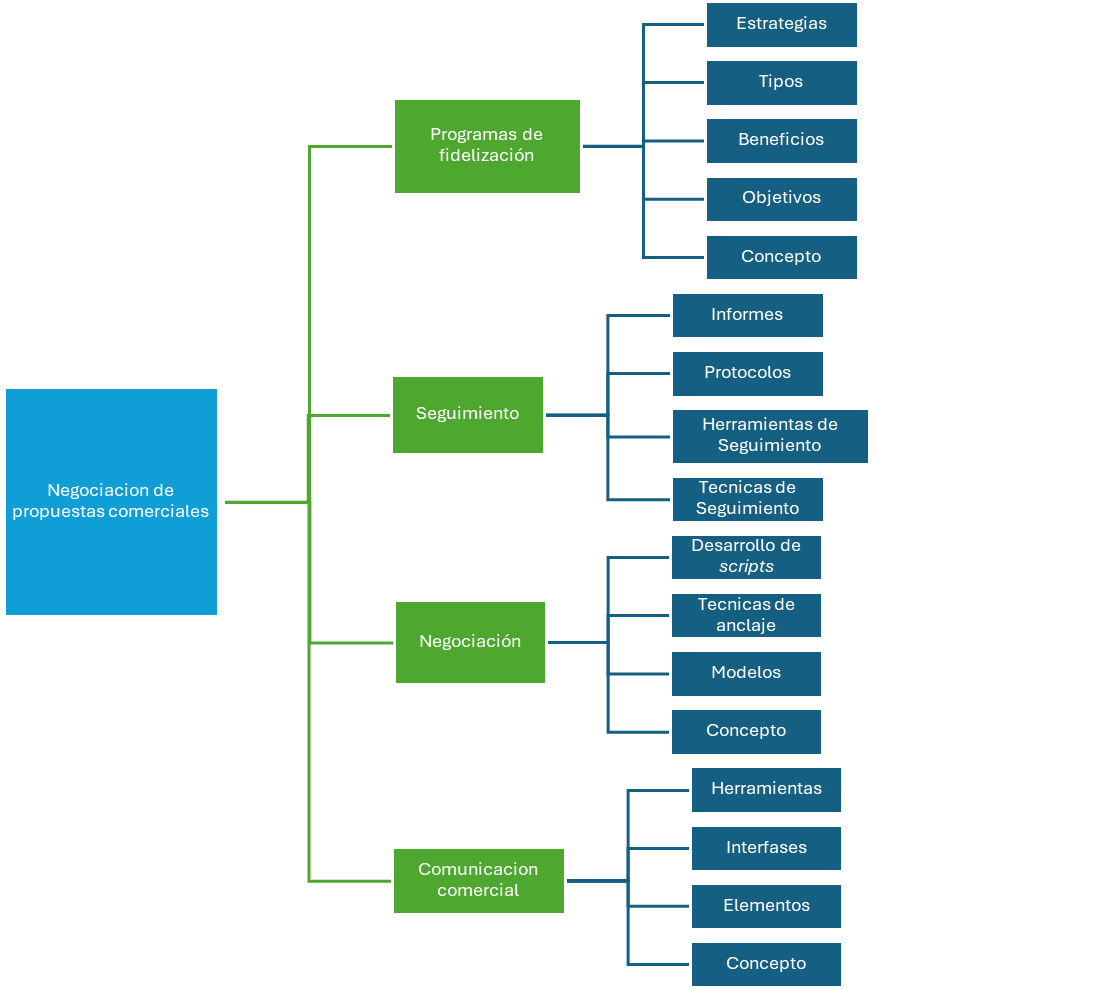 Negociacion de
propuestas comerciales
Programas de
fidelización
Estrategias
Tipos
Beneficios
Objetivos
Concepto
Seguimiento
Informes
Protocolos
Herramientas de
Seguimiento
Tecnicas de
Seguimiento
Negociación
Desarrollo de
scripts
Tecnicas de
anclaje
Modelos
Concepto
Comunicacion
comercial
Herramientas
Interfases
Elementos
Concepto